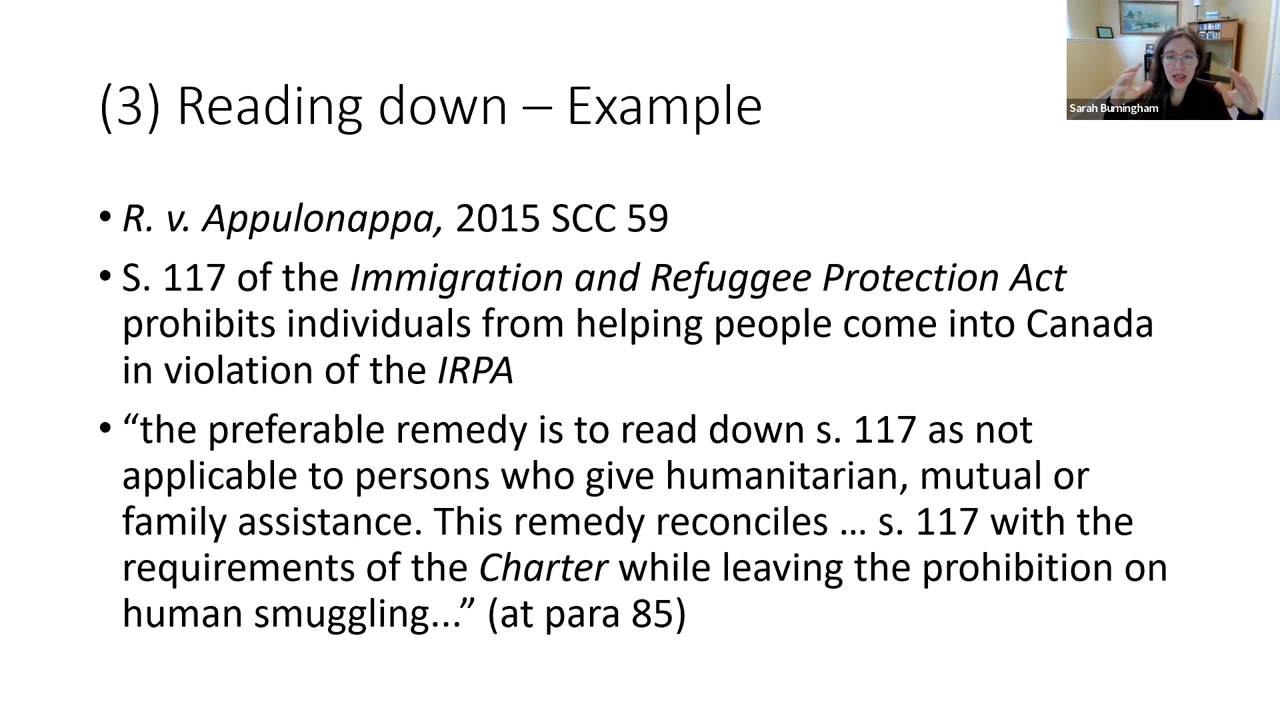 Sarah Burningham
(3) Reading down – Example
• R. v. Appulonappa, 2015 SCC 59
• S. 117 of the Immigration and Refuggee Protection Act
prohibits individuals from helping people come into Canada
in violation of the IRPA
• “the preferable remedy is to read down s. 117 as not
applicable to persons who give humanitarian, mutual or
family assistance. This remedy reconciles … s. 117 with the
requirements of the Charter while leaving the prohibition on
human smuggling...” (at para 85)